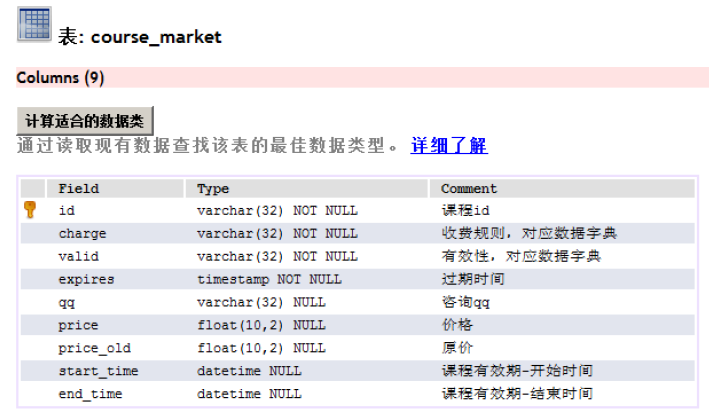 表: course_market
Columns (9)
计算适合的数据类
通过读取现有数据查找该表的最佳数据类型。 详细了解
Field Type Comment
id varchar(32) NOT NULL 课程id
charge varchar(32) NOT NULL 收费规则，对应数据字典
valid varchar(32) NOT NULL 有效性，对应数据字典
expires timestamp NOT NULL 过期时间
qq varchar(32) NULL 咨询qq
price float(10,2) NULL 价格
price_old float(10,2) NULL 原价
start_time datetime NULL 课程有效期-开始时间
end_time datetime NULL 课程有效期-结束时间